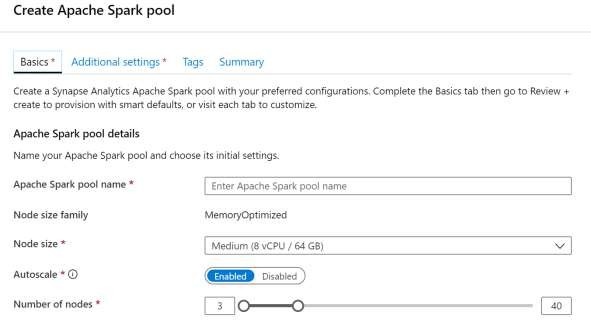 Create Apache Spark pool
Basics * Additional settings * Tags Summary
Create a Synapse Analytics Apache Spark pool with your preferred configurations. Complete the Basics tab then go to Review +
create to provision with smart defaults, or visit each tab to customize.
Apache Spark pool details
Name your Apache Spark pool and choose its initial settings.
Apache Spark pool name * Enter Apache Spark pool name
Node size family MemoryOptimized
Node size * Medium (8 vCPU / 64 GB)
Autoscale * Enabled Disabled
Number of nodes * 3 40